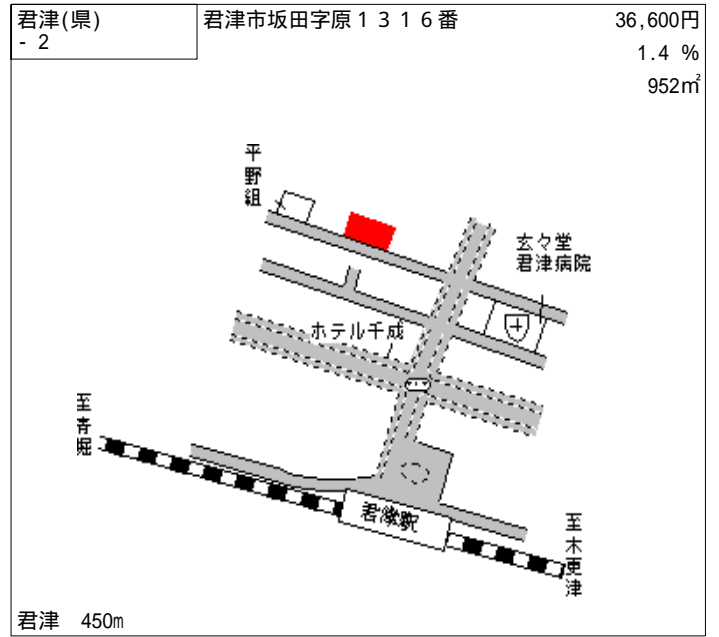 君津(県)
- 2
君津市坂田字原１３１６番
36,600円
1.4 %
952㎡
平野組
玄々堂
君津病院
ホテル千成
至青堀
君津駅
至木更津
君津 450m